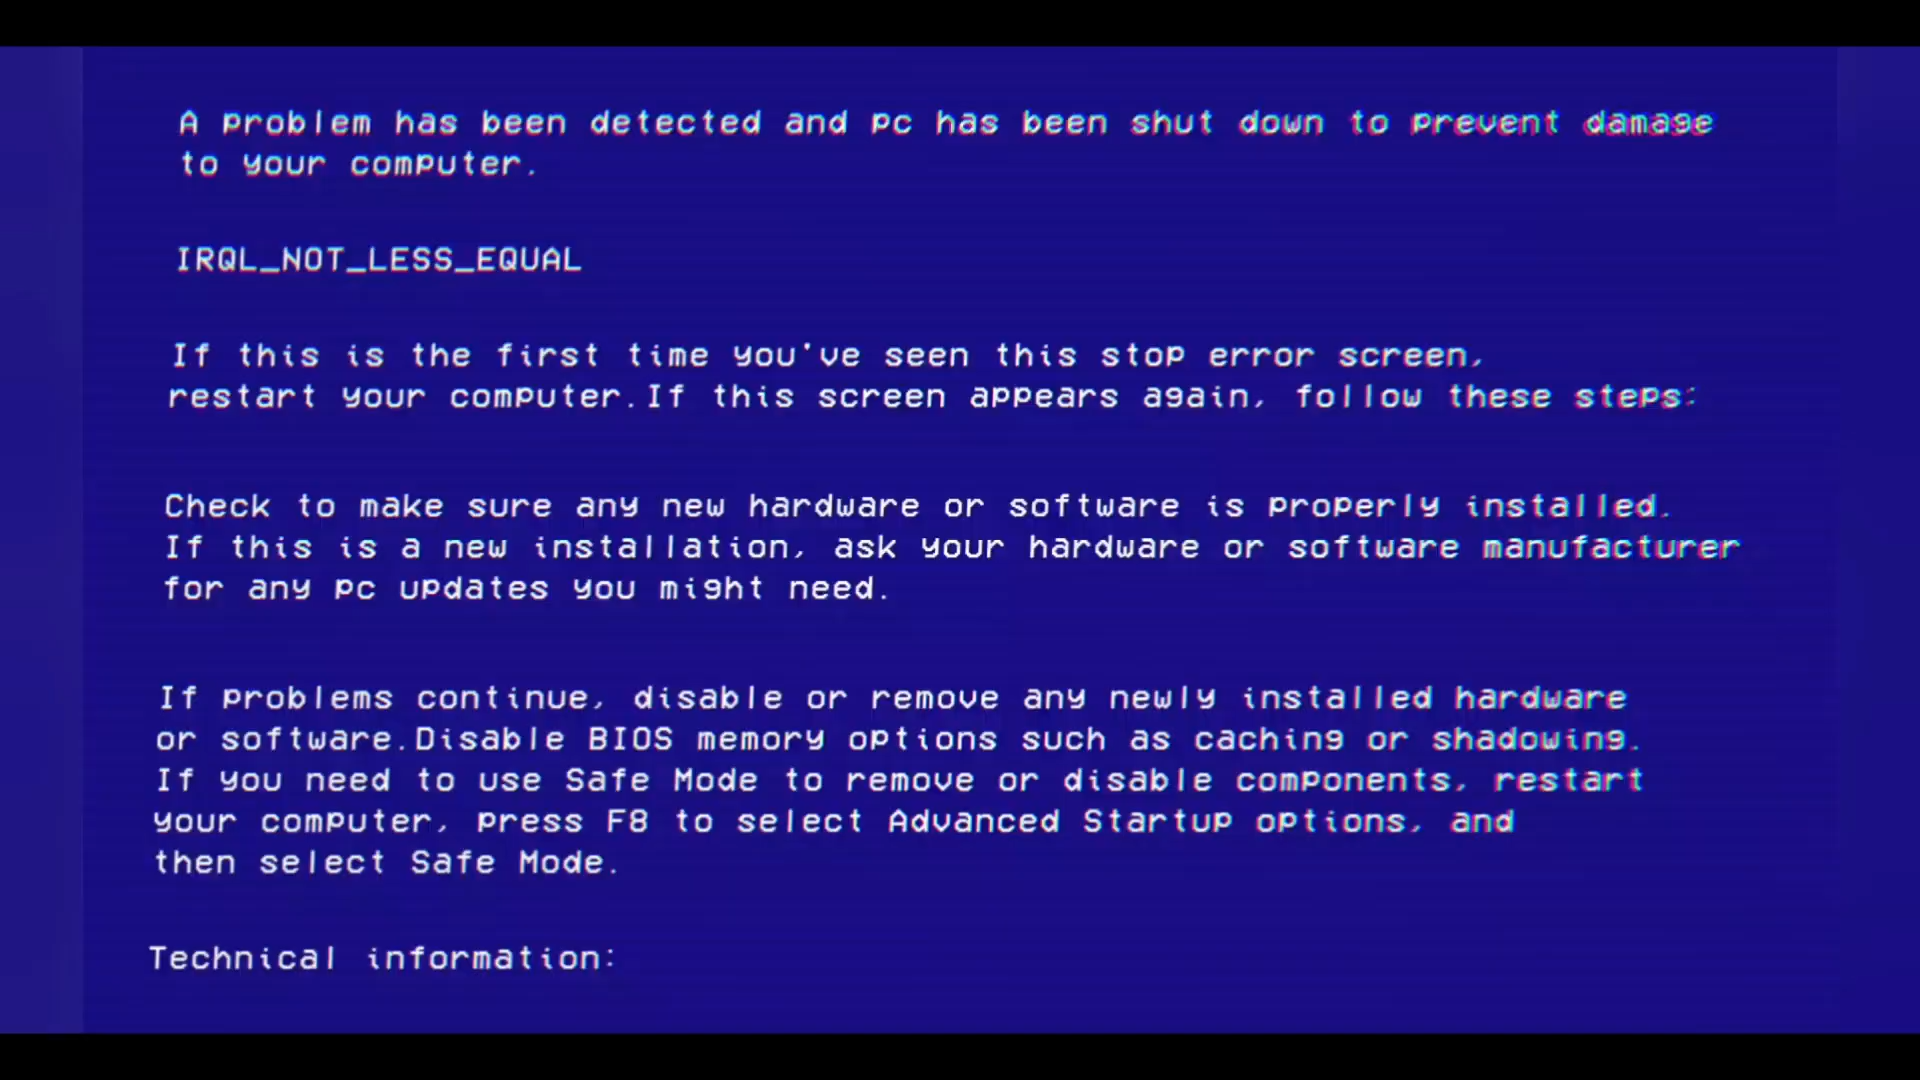 A problem has been detected and pc has been shut down to prevent damage
to your computer.
IRQL_NOT_LESS_EQUAL
If this is the first time you've seen this stop error screen,
restart your computer.If this screen appears again, follow these steps:
Check to make sure any new hardware or software is properly installed.
If this is a new installation, ask your hardware or software manufacturer
for any pc updates you might need.
If problems continue, disable or remove any newly installed hardware
or software.Disable BIOS memory options such as caching or shadowing.
If you need to use Safe Mode to remove or disable components, restart
your computer, press F8 to select Advanced Startup options, and
then select Safe Mode.
Technical information: